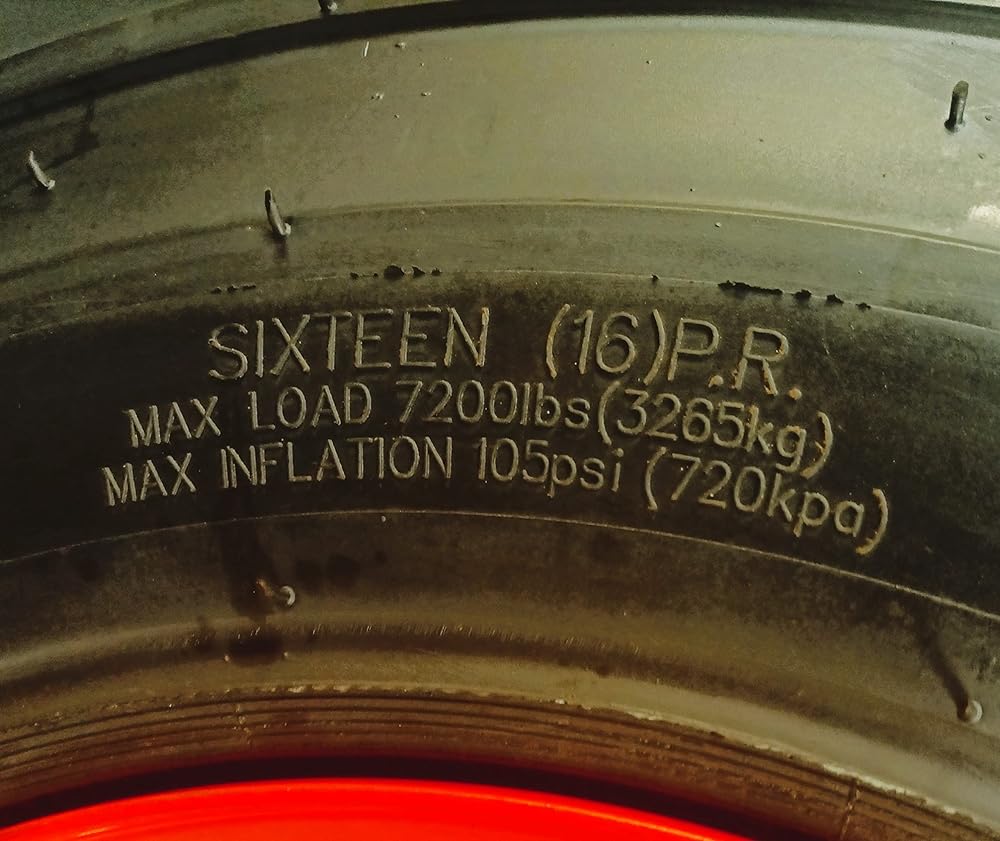 SIXTEEN (16)P.R.
MAX LOAD 7200lbs(3265kg)
MAX INFLATION 105psi (720kpa)